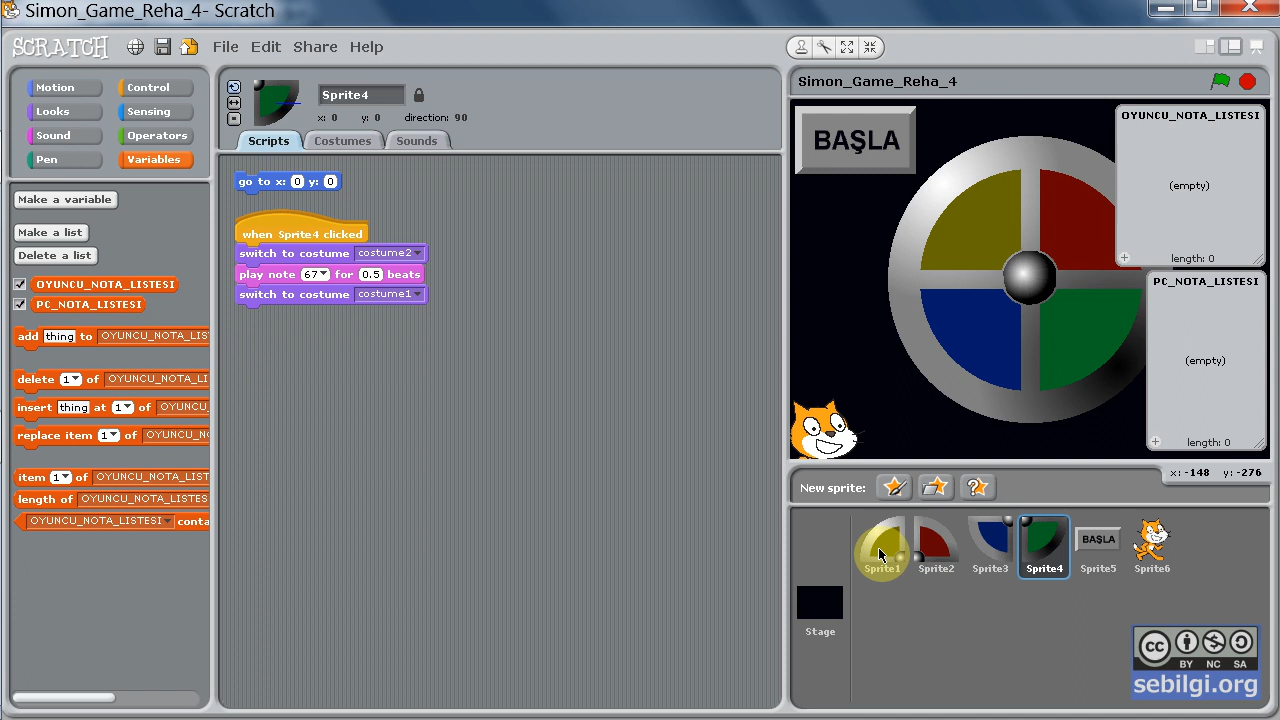 Simon_Game_Reha_4- Scratch
SCRATCH File Edit Share Help
Motion Control
Looks Sensing
Sound Operators
Pen Variables
Make a variable
Make a list
Delete a list
OYUNCU_NOTA_LISTESI
PC_NOTA_LISTESI
add thing to OYUNCU_NOTA_LIS
delete 1 of OYUNCU_NOTA_LI
insert thing at 1 of OYUNCU_
replace item 1 of OYUNCU_N
item 1 of OYUNCU_NOTA_LISTESI
length of OYUNCU_NOTA_LISTES
OYUNCU_NOTA_LISTESI conta
Sprite4
x: 0 y: 0 direction: 90
Scripts Costumes Sounds
go to x: 0 y: 0
when Sprite4 clicked
switch to costume costume2
play note 67 for 0.5 beats
switch to costume costume1
Simon_Game_Reha_4
BAŞLA
OYUNCU_NOTA_LISTESI
(empty)
+ length: 0
PC_NOTA_LISTESI
(empty)
+ length: 0
x: -148 y: -276
New sprite:
BAŞLA
Sprite1 Sprite2 Sprite3 Sprite4 Sprite5 Sprite6
Stage
cc BY NC SA
sebilgi.org